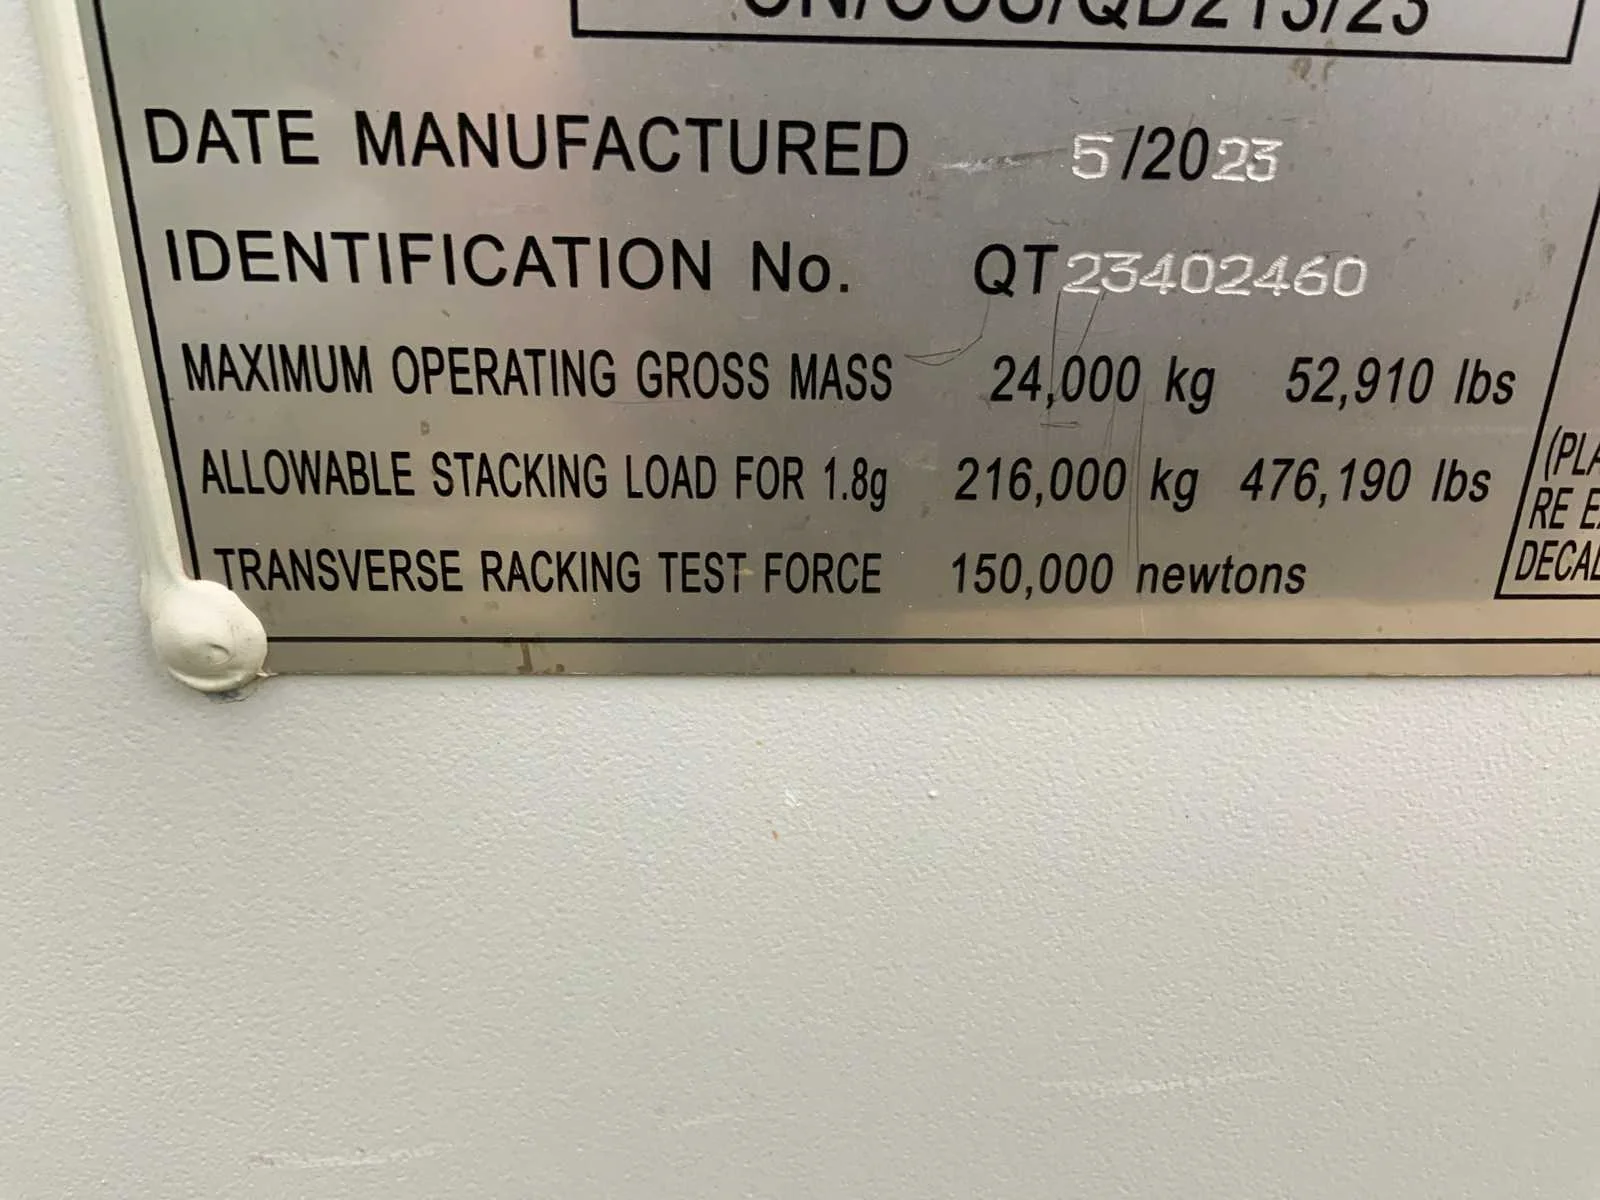 DATE MANUFACTURED 5/2023
IDENTIFICATION No. QT23402460
MAXIMUM OPERATING GROSS MASS 24,000 kg 52,910 lbs
ALLOWABLE STACKING LOAD FOR 1.8g 216,000 kg 476,190 lbs
TRANSVERSE RACKING TEST FORCE 150,000 newtons
RE